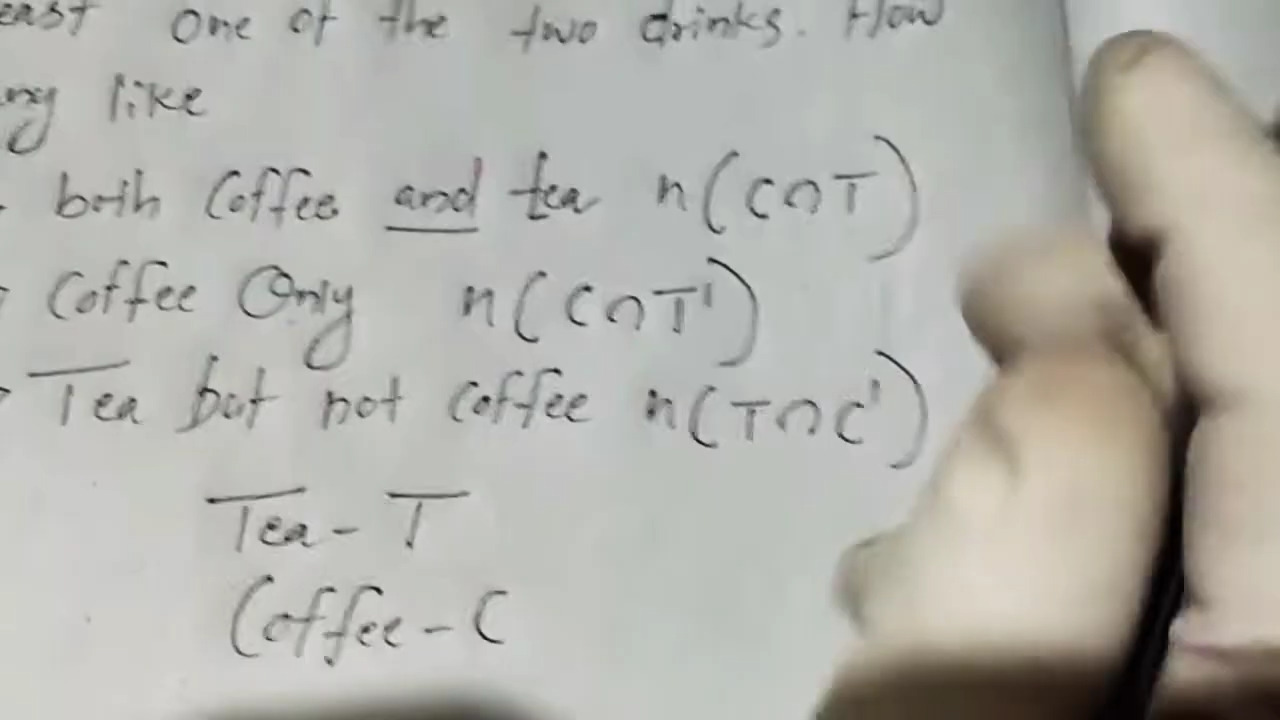 one of the two drinks. How
like
both Coffee and tea n(C∩T)
Coffee Only n(C∩T')
Tea but not coffee n(T∩C')
Tea - T
Coffee - C